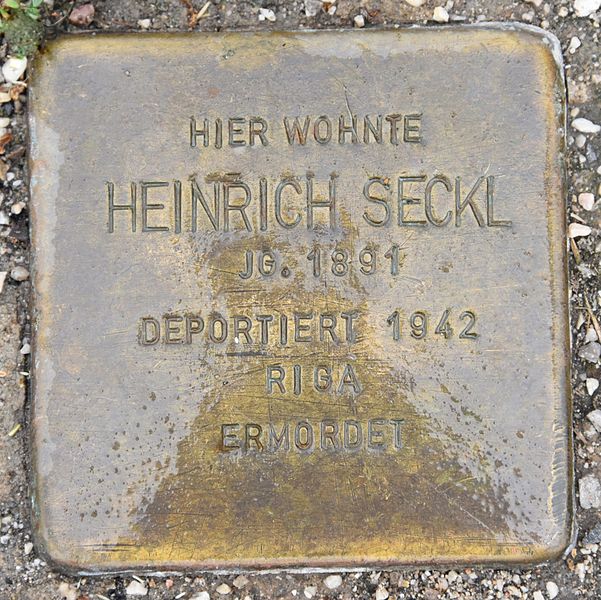 HIER WOHNTE
HEINRICH SECKL
JG. 1891
DEPORTIERT 1942
RIGA
ERMORDET